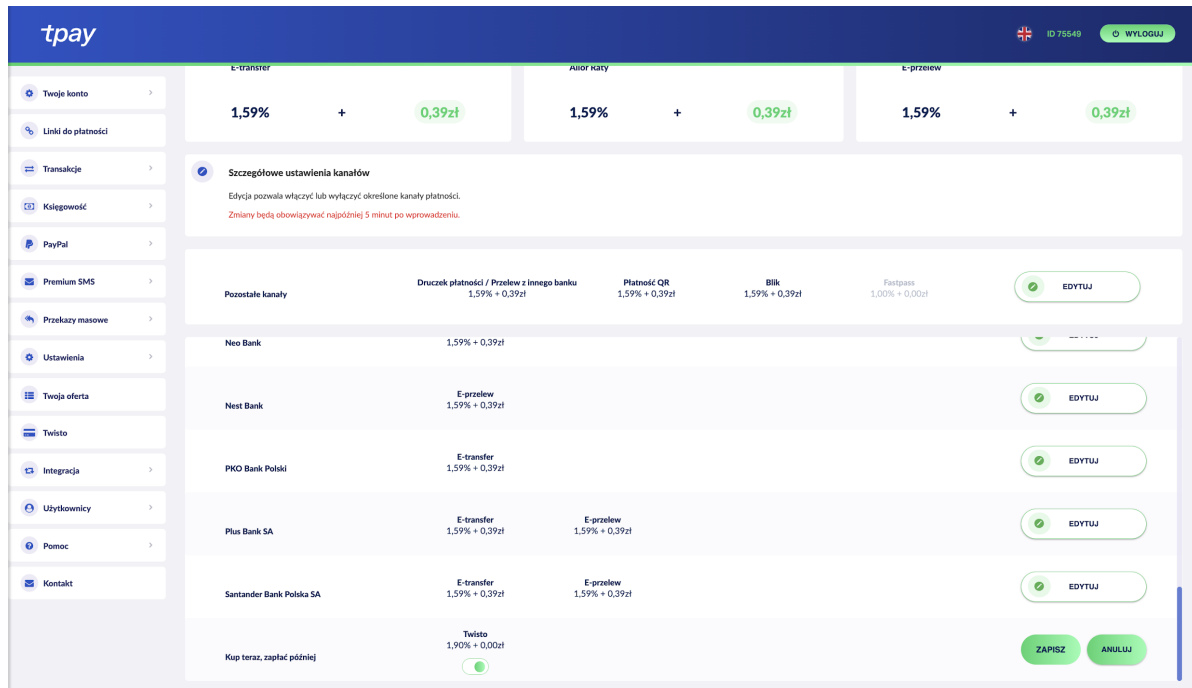 tpay
ID 75549
WYLOGUJ
Twoje konto
Linki do płatności
Transakcje
Księgowość
PayPal
Premium SMS
Przekazy masowe
Ustawienia
Twoja oferta
Twisto
Integracja
Użytkownicy
Pomoc
Kontakt
E-transfer
1,59% + 0,39zł
Alior Raty
1,59% + 0,39zł
E-przelew
1,59% + 0,39zł
Szczegółowe ustawienia kanałów
Edycja pozwala włączyć lub wyłączyć określone kanały płatności.
Zmiany będą obowiązywać najpóźniej 5 minut po wprowadzeniu.
Pozostałe kanały
Druczek płatności / Przelew z innego banku
1,59% + 0,39zł
Płatność QR
1,59% + 0,39zł
Blik
1,59% + 0,39zł
Fastpass
1,00% + 0,00zł
EDYTUJ
Neo Bank
1,59% + 0,39zł
Nest Bank
E-przelew
1,59% + 0,39zł
EDYTUJ
PKO Bank Polski
E-transfer
1,59% + 0,39zł
EDYTUJ
Plus Bank SA
E-transfer
1,59% + 0,39zł
E-przelew
1,59% + 0,39zł
EDYTUJ
Santander Bank Polska SA
E-transfer
1,59% + 0,39zł
E-przelew
1,59% + 0,39zł
EDYTUJ
Kup teraz, zapłać później
Twisto
1,90% + 0,00zł
ZAPISZ
ANULUJ